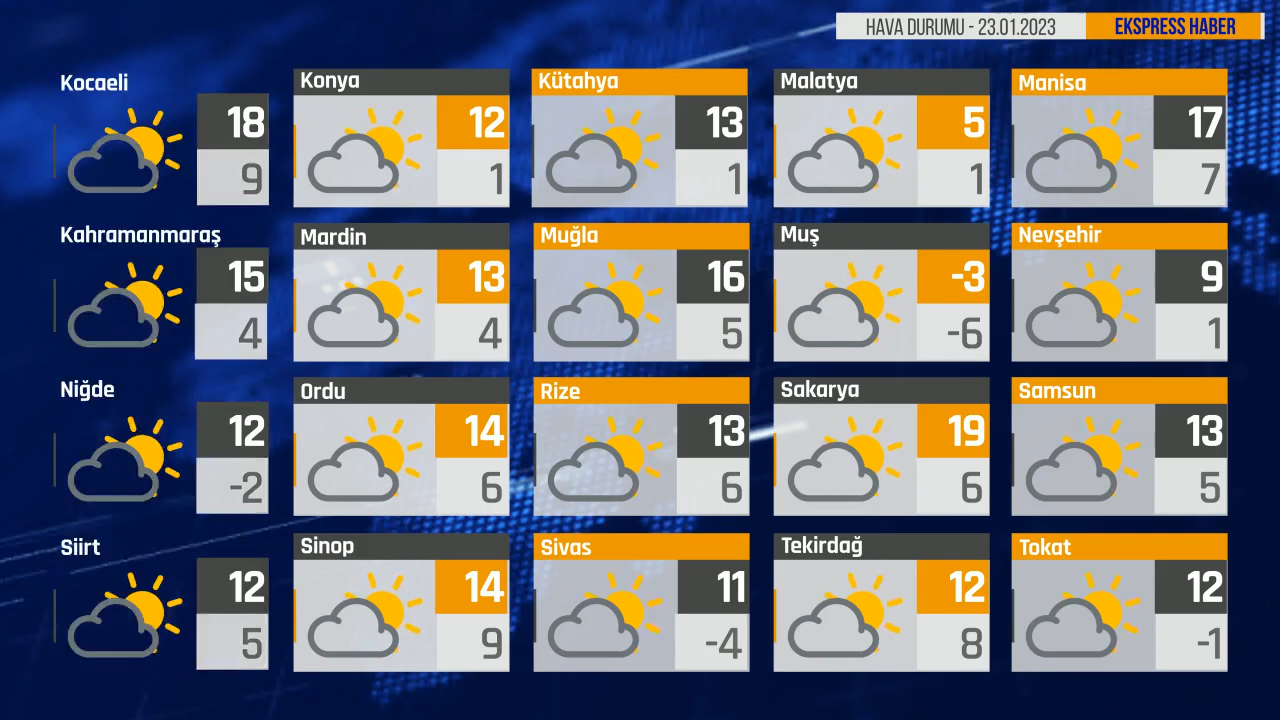 HAVA DURUMU - 23.01.2023 EKSPRESS HABER
Kocaeli
18
9
Konya
12
1
Kütahya
13
1
Malatya
5
1
Manisa
17
7
Kahramanmaraş
15
4
Mardin
13
4
Muğla
16
5
Muş
-3
-6
Nevşehir
9
1
Niğde
12
-2
Ordu
14
6
Rize
13
6
Sakarya
19
6
Samsun
13
5
Siirt
12
5
Sinop
14
9
Sivas
11
-4
Tekirdağ
12
8
Tokat
12
-1